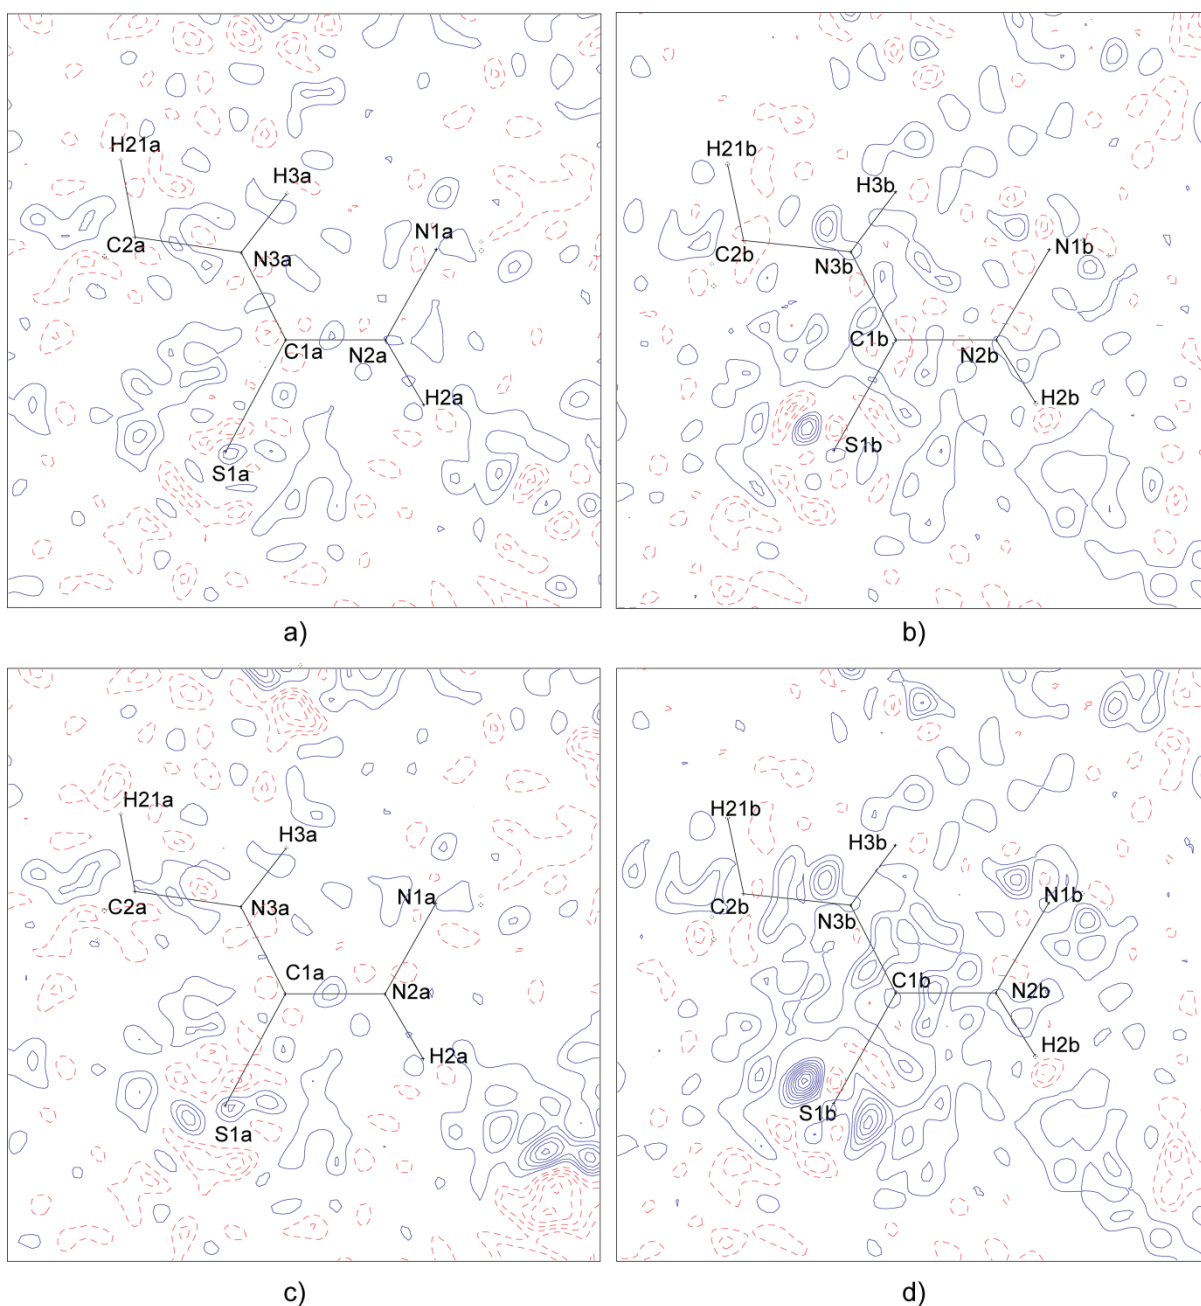 H21a
H3a
N1a
C2a
N3a
C1a
N2a
H2a
S1a
a)
H21b
H3b
N1b
C2b
N3b
C1b
N2b
H2b
S1b
b)
H21a
H3a
N1a
C2a
N3a
C1a
N2a
H2a
S1a
c)
H21b
H3b
N1b
C2b
N3b
C1b
N2b
H2b
S1b
d)